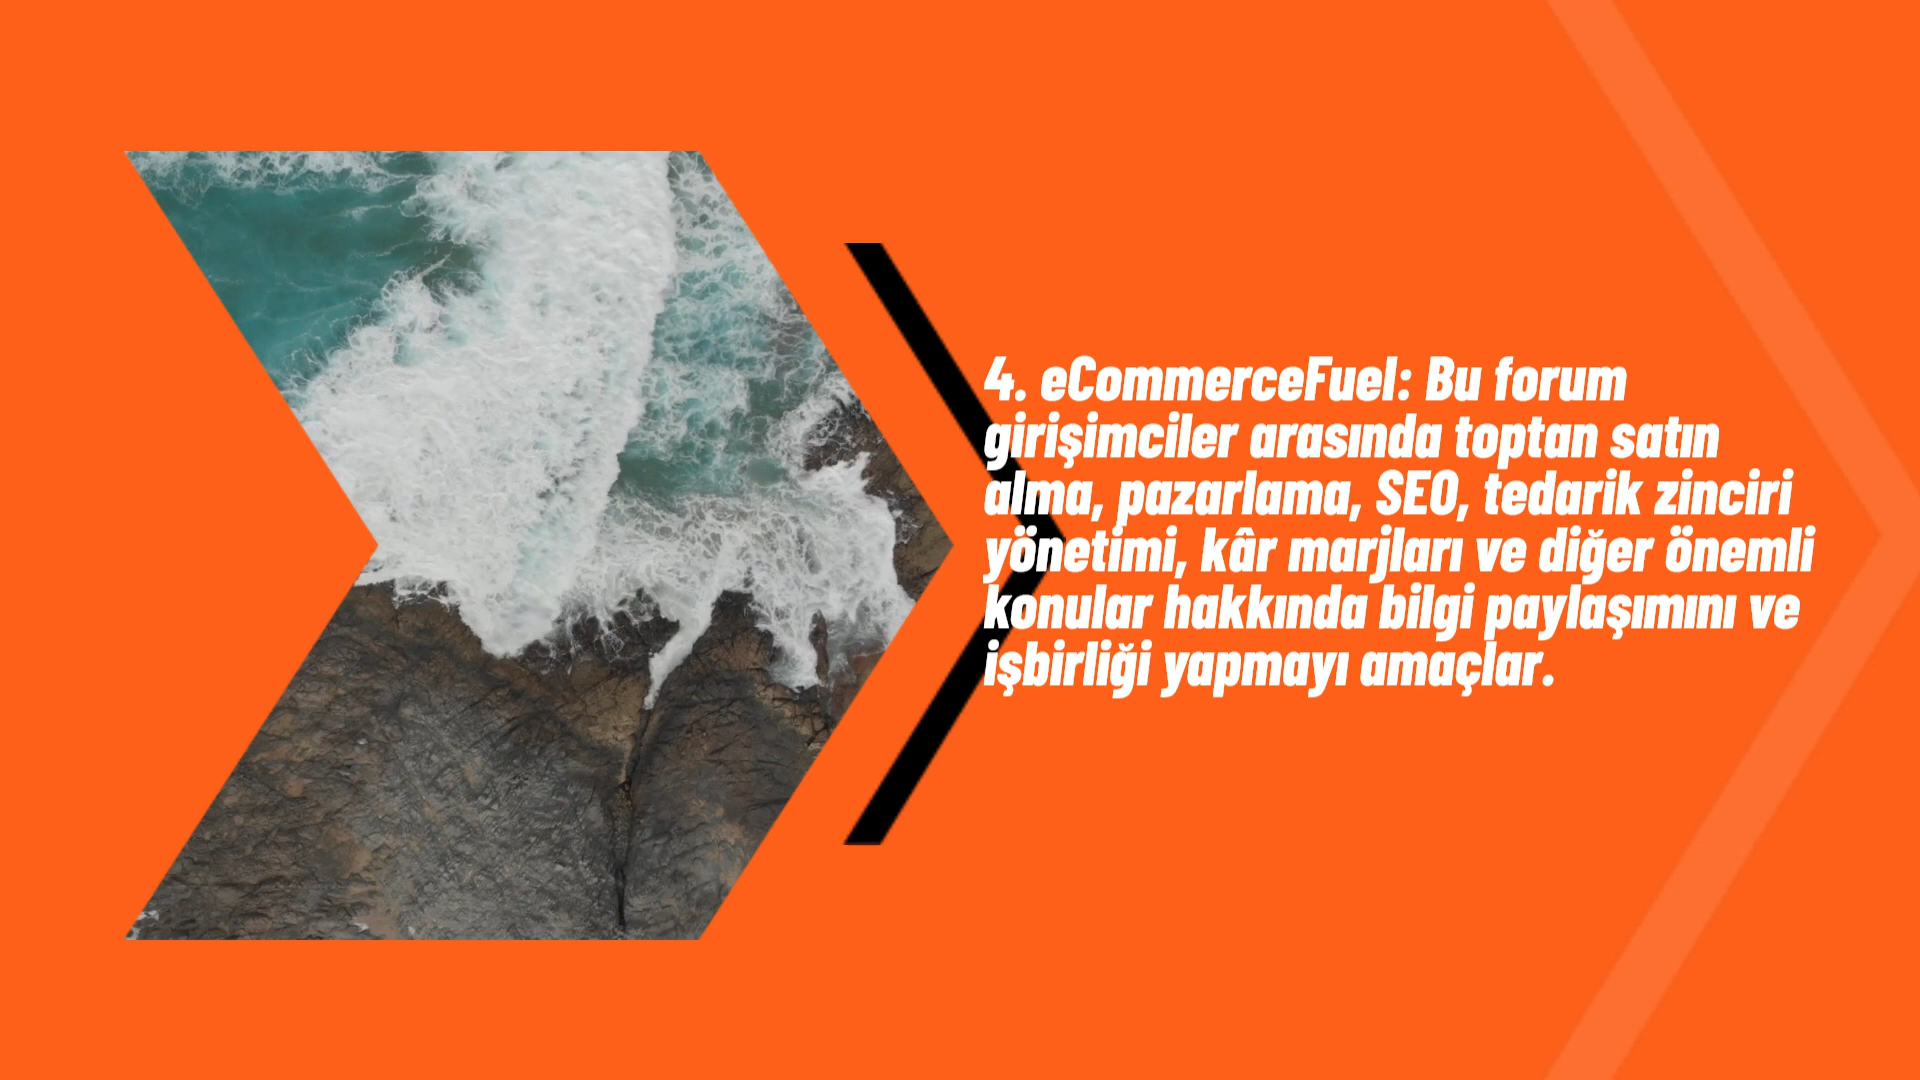 4. eCommerceFuel: Bu forum
girişimciler arasında toptan satın
alma, pazarlama, SEO, tedarik zinciri
yönetimi, kâr marjları ve diğer önemli
konular hakkında bilgi paylaşımını ve
işbirliği yapmayı amaçlar.